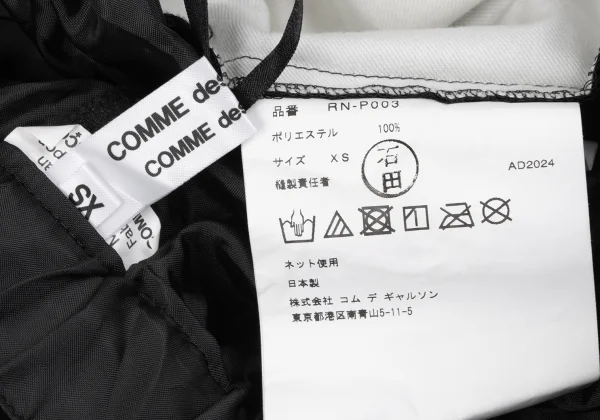 COMME des
COMME des
XS
品番 RN-P003
ポリエステル 100%
サイズ XS
沼田
縫製責任者
AD2024
ネット使用
日本製
株式会社 コム デ ギャルソン
東京都港区南青山5-11-5